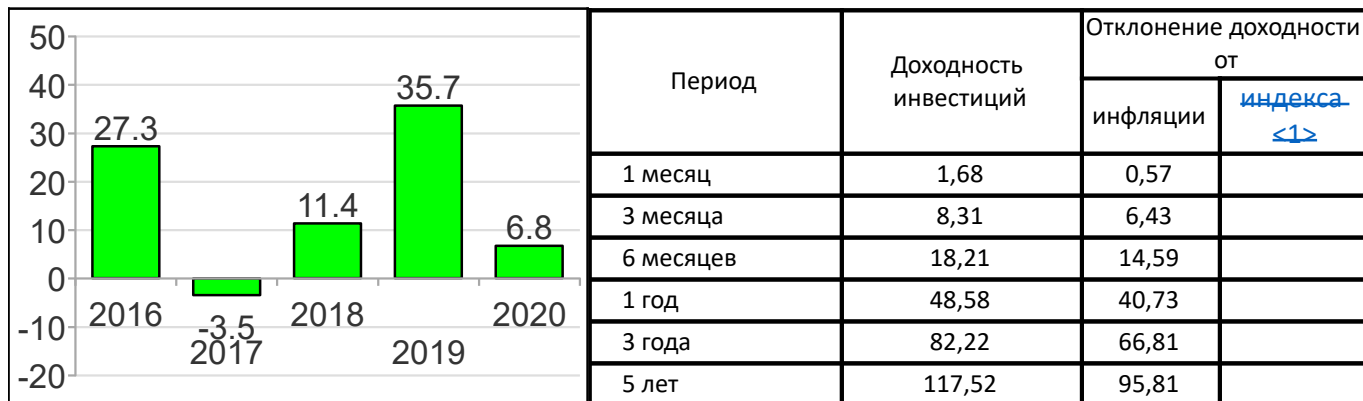 50
40
30
20
10
0
-10
-20
27.3
-3.5
11.4
35.7
6.8
2016
2017
2018
2019
2020
Период
Доходность
инвестиций
Отклонение доходности
от
инфляции
индекса
<1>
1 месяц 1,68 0,57
3 месяца 8,31 6,43
6 месяцев 18,21 14,59
1 год 48,58 40,73
3 года 82,22 66,81
5 лет 117,52 95,81